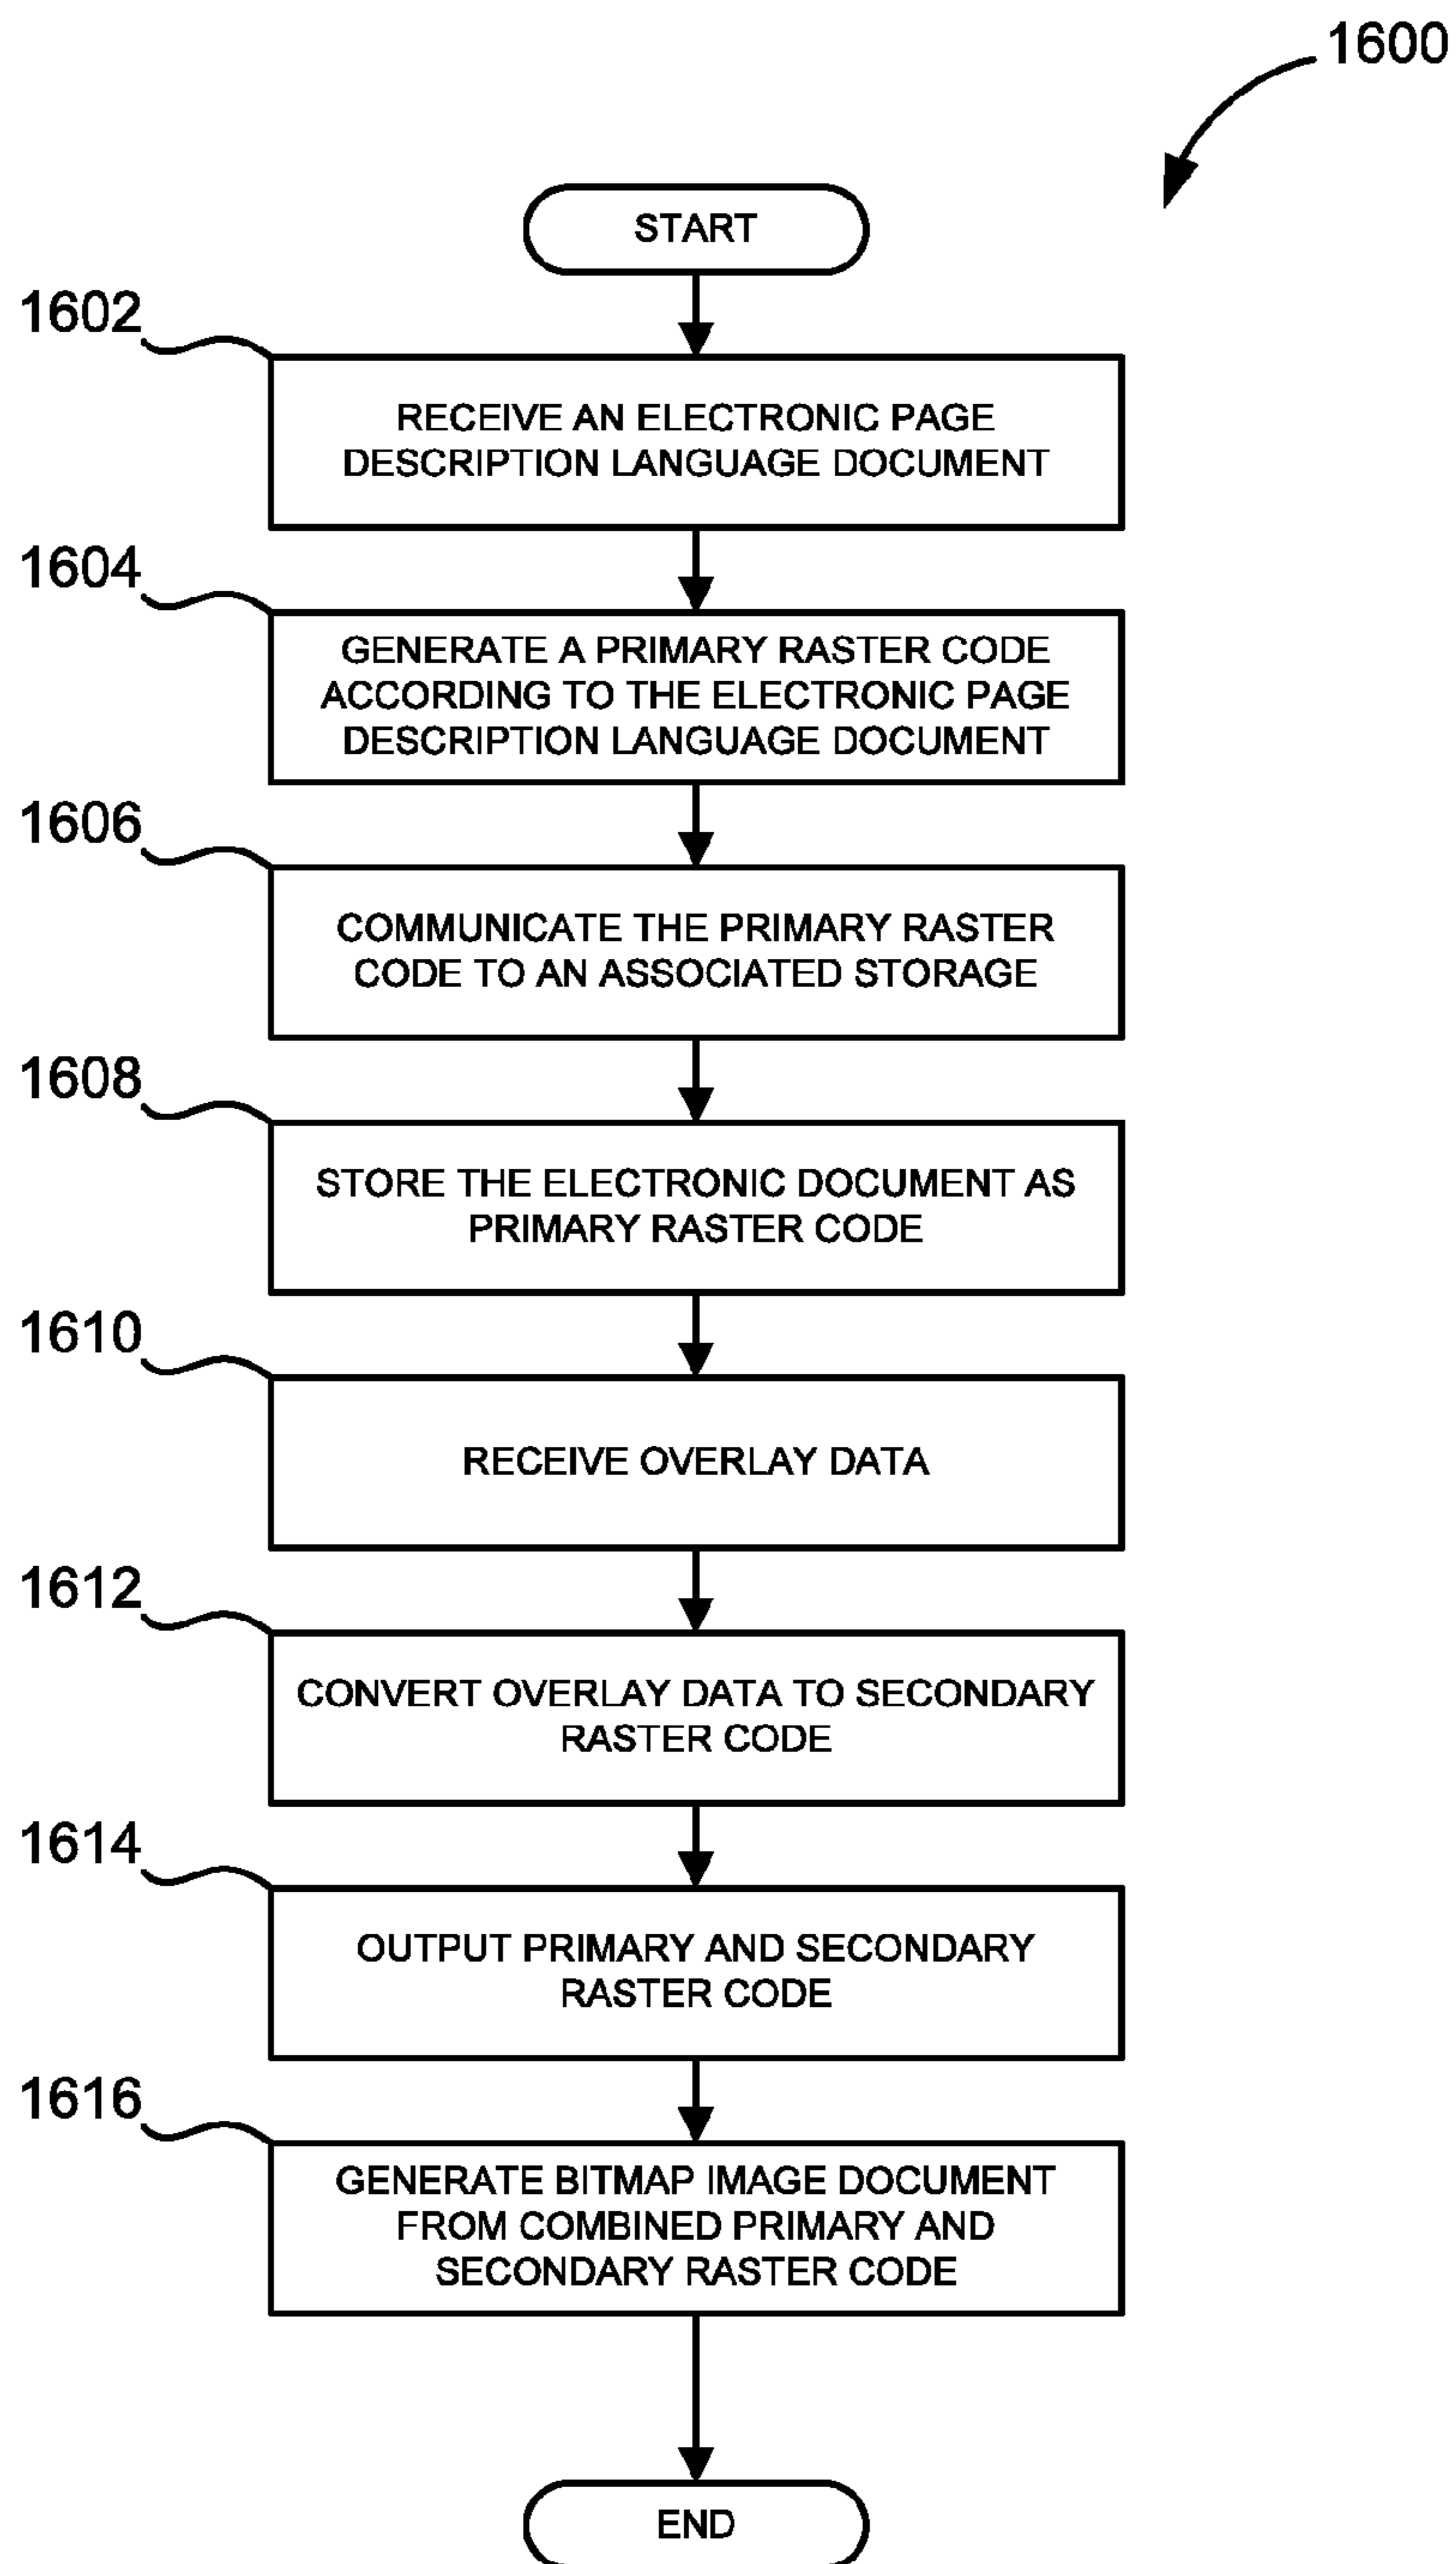 1600
START
1602
RECEIVE AN ELECTRONIC PAGE
DESCRIPTION LANGUAGE DOCUMENT
1604
GENERATE A PRIMARY RASTER CODE
ACCORDING TO THE ELECTRONIC PAGE
DESCRIPTION LANGUAGE DOCUMENT
1606
COMMUNICATE THE PRIMARY RASTER
CODE TO AN ASSOCIATED STORAGE
1608
STORE THE ELECTRONIC DOCUMENT AS
PRIMARY RASTER CODE
1610
RECEIVE OVERLAY DATA
1612
CONVERT OVERLAY DATA TO SECONDARY
RASTER CODE
1614
OUTPUT PRIMARY AND SECONDARY
RASTER CODE
1616
GENERATE BITMAP IMAGE DOCUMENT
FROM COMBINED PRIMARY AND
SECONDARY RASTER CODE
END